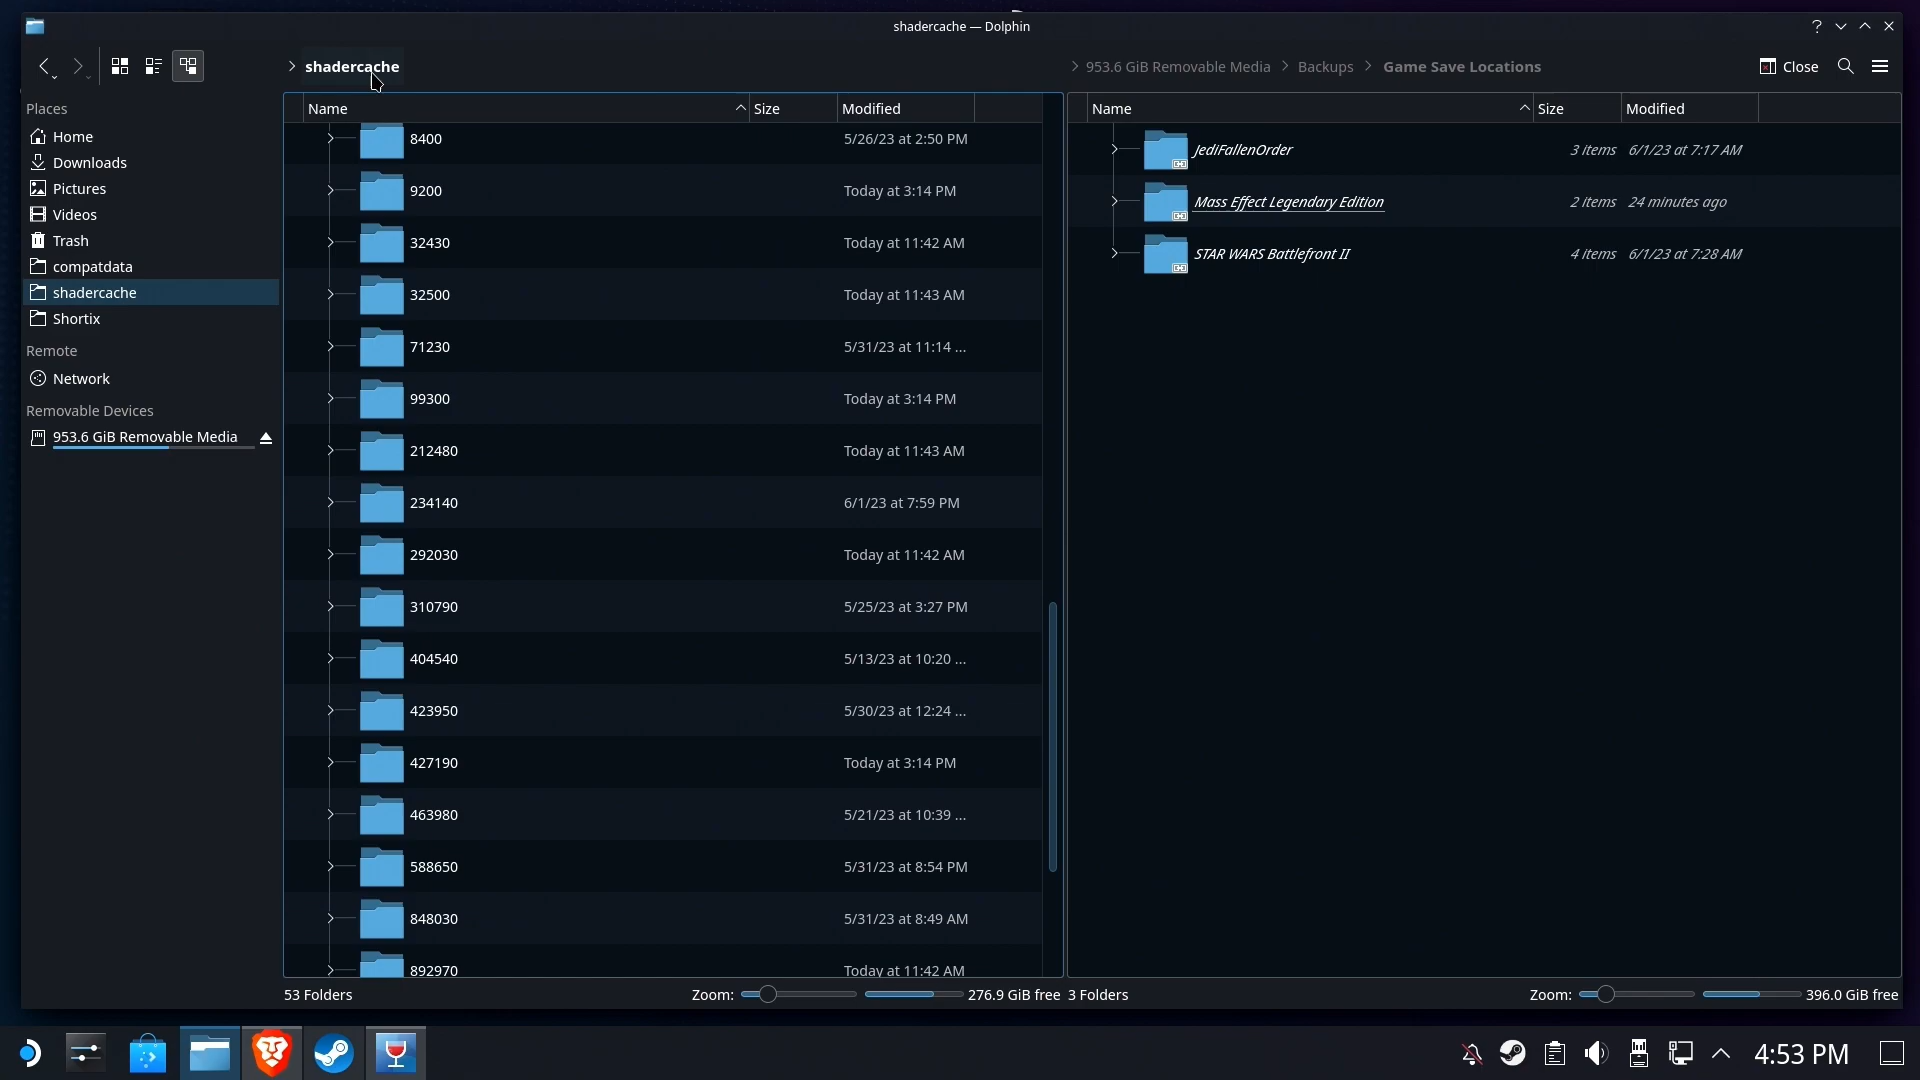 shadercache — Dolphin
shadercache
953.6 GiB Removable Media Backups Game Save Locations
Close
Places
Home
Downloads
Pictures
Videos
Trash
compatdata
shadercache
Shortix
Remote
Network
Removable Devices
953.6 GiB Removable Media
Name Size Modified
8400 5/26/23 at 2:50 PM
9200 Today at 3:14 PM
32430 Today at 11:42 AM
32500 Today at 11:43 AM
71230 5/31/23 at 11:14 ...
99300 Today at 3:14 PM
212480 Today at 11:43 AM
234140 6/1/23 at 7:59 PM
292030 Today at 11:42 AM
310790 5/25/23 at 3:27 PM
404540 5/13/23 at 10:20 ...
423950 5/30/23 at 12:24 ...
427190 Today at 3:14 PM
463980 5/21/23 at 10:39 ...
588650 5/31/23 at 8:54 PM
848030 5/31/23 at 8:49 AM
892970 Today at 11:42 AM
53 Folders Zoom: 276.9 GiB free
Name Size Modified
JediFallenOrder 3 items 6/1/23 at 7:17 AM
Mass Effect Legendary Edition 2 items 24 minutes ago
STAR WARS Battlefront II 4 items 6/1/23 at 7:28 AM
3 Folders Zoom: 396.0 GiB free
4:53 PM